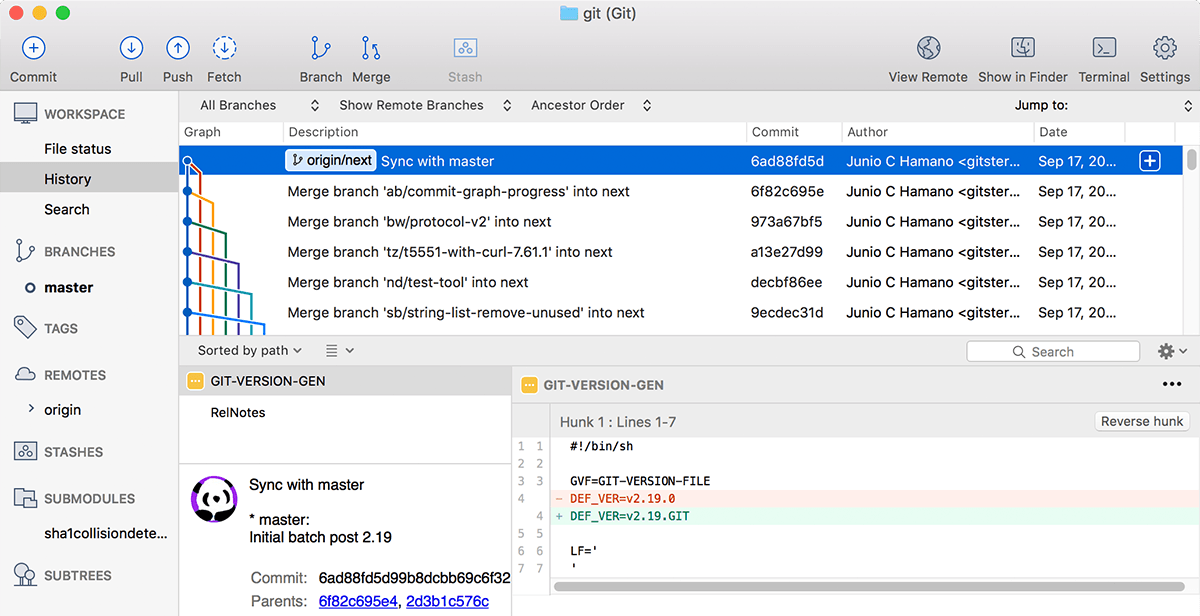 git (Git)
Commit Pull Push Fetch Branch Merge Stash View Remote Show in Finder Terminal Settings
All Branches Show Remote Branches Ancestor Order Jump to:
WORKSPACE
File status
History
Search
BRANCHES
master
TAGS
REMOTES
origin
STASHES
SUBMODULES
sha1collisiondete...
SUBTREES
Graph Description Commit Author Date
origin/next Sync with master 6ad88fd5d Junio C Hamano <gitster... Sep 17, 20...
Merge branch 'ab/commit-graph-progress' into next 6f82c695e Junio C Hamano <gitster... Sep 17, 20...
Merge branch 'bw/protocol-v2' into next 973a67bf5 Junio C Hamano <gitster... Sep 17, 20...
Merge branch 'tz/t5551-with-curl-7.61.1' into next a13e27d99 Junio C Hamano <gitster... Sep 17, 20...
Merge branch 'nd/test-tool' into next decbf86ee Junio C Hamano <gitster... Sep 17, 20...
Merge branch 'sb/string-list-remove-unused' into next 9ecdec31d Junio C Hamano <gitster... Sep 17, 20...
Sorted by path Search
GIT-VERSION-GEN
RelNotes
Sync with master
* master:
Initial batch post 2.19
Commit: 6ad88fd5d99b8dcbb69c6f32
Parents: 6f82c695e4, 2d3b1c576c
GIT-VERSION-GEN
Hunk 1 : Lines 1-7 Reverse hunk
1 1 #!/bin/sh
2 2
3 3 GVF=GIT-VERSION-FILE
4 - DEF_VER=v2.19.0
4 + DEF_VER=v2.19.GIT
5 5
6 6 LF='
7 7 '